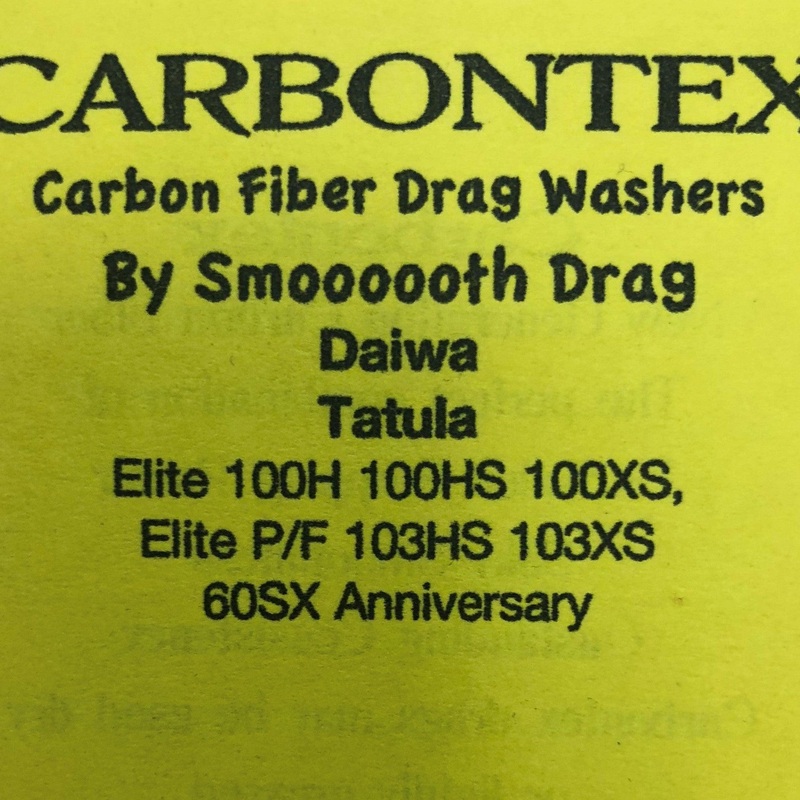 CARBONTEX
Carbon Fiber Drag Washers
By Smoooooth Drag
Daiwa
Tatula
Elite 100H 100HS 100XS,
Elite P/F 103HS 103XS
60SX Anniversary